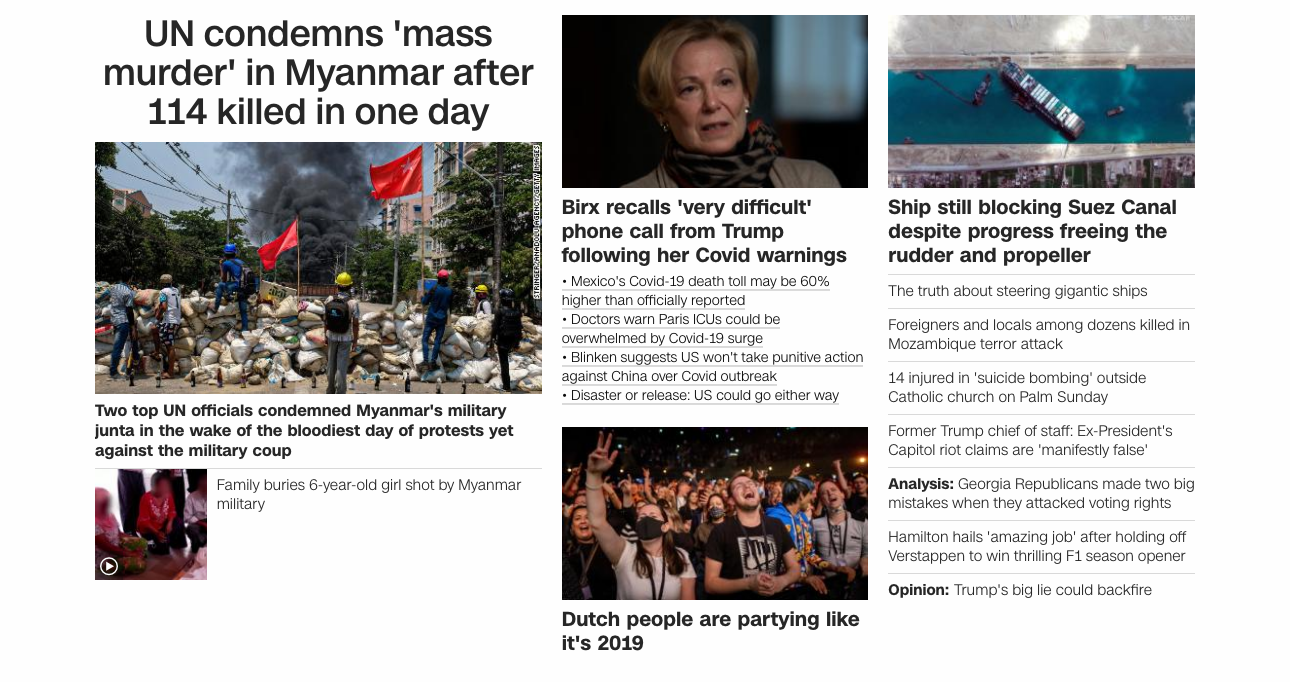 UN condemns 'mass
murder' in Myanmar after
114 killed in one day
STRINGER/ANADOLU AGENCY/GETTY IMAGES
Two top UN officials condemned Myanmar's military
junta in the wake of the bloodiest day of protests yet
against the military coup
Family buries 6-year-old girl shot by Myanmar
military
Birx recalls 'very difficult'
phone call from Trump
following her Covid warnings
• Mexico's Covid-19 death toll may be 60%
higher than officially reported
• Doctors warn Paris ICUs could be
overwhelmed by Covid-19 surge
• Blinken suggests US won't take punitive action
against China over Covid outbreak
• Disaster or release: US could go either way
Dutch people are partying like
it's 2019
MAXAR
Ship still blocking Suez Canal
despite progress freeing the
rudder and propeller
The truth about steering gigantic ships
Foreigners and locals among dozens killed in
Mozambique terror attack
14 injured in 'suicide bombing' outside
Catholic church on Palm Sunday
Former Trump chief of staff: Ex-President's
Capitol riot claims are 'manifestly false'
Analysis: Georgia Republicans made two big
mistakes when they attacked voting rights
Hamilton hails 'amazing job' after holding off
Verstappen to win thrilling F1 season opener
Opinion: Trump's big lie could backfire